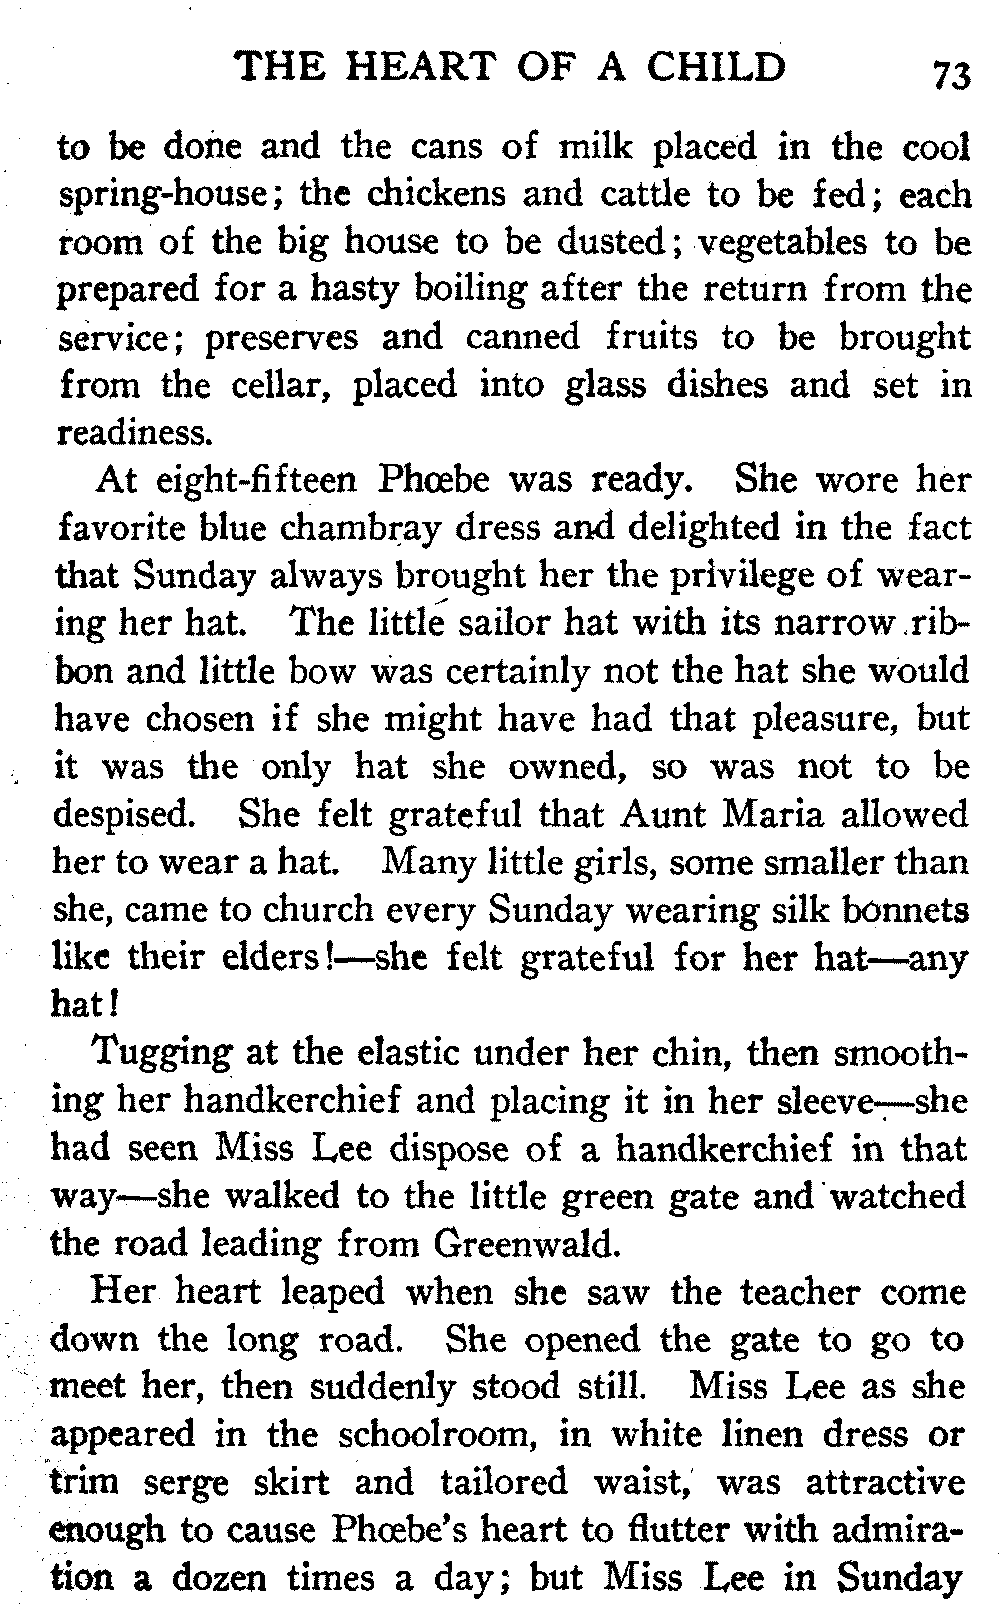 THE HEART OF A CHILD 73
to be done and the cans of milk placed in the cool
spring-house; the chickens and cattle to be fed; each
room of the big house to be dusted; vegetables to be
prepared for a hasty boiling after the return from the
service; preserves and canned fruits to be brought
from the cellar, placed into glass dishes and set in
readiness.
At eight-fifteen Phœbe was ready. She wore her
favorite blue chambray dress and delighted in the fact
that Sunday always brought her the privilege of wear-
ing her hat. The little sailor hat with its narrow rib-
bon and little bow was certainly not the hat she would
have chosen if she might have had that pleasure, but
it was the only hat she owned, so was not to be
despised. She felt grateful that Aunt Maria allowed
her to wear a hat. Many little girls, some smaller than
she, came to church every Sunday wearing silk bonnets
like their elders!—she felt grateful for her hat—any
hat!
Tugging at the elastic under her chin, then smooth-
ing her handkerchief and placing it in her sleeve—she
had seen Miss Lee dispose of a handkerchief in that
way—she walked to the little green gate and watched
the road leading from Greenwald.
Her heart leaped when she saw the teacher come
down the long road. She opened the gate to go to
meet her, then suddenly stood still. Miss Lee as she
appeared in the schoolroom, in white linen dress or
trim serge skirt and tailored waist, was attractive
enough to cause Phœbe's heart to flutter with admira-
tion a dozen times a day; but Miss Lee in Sunday